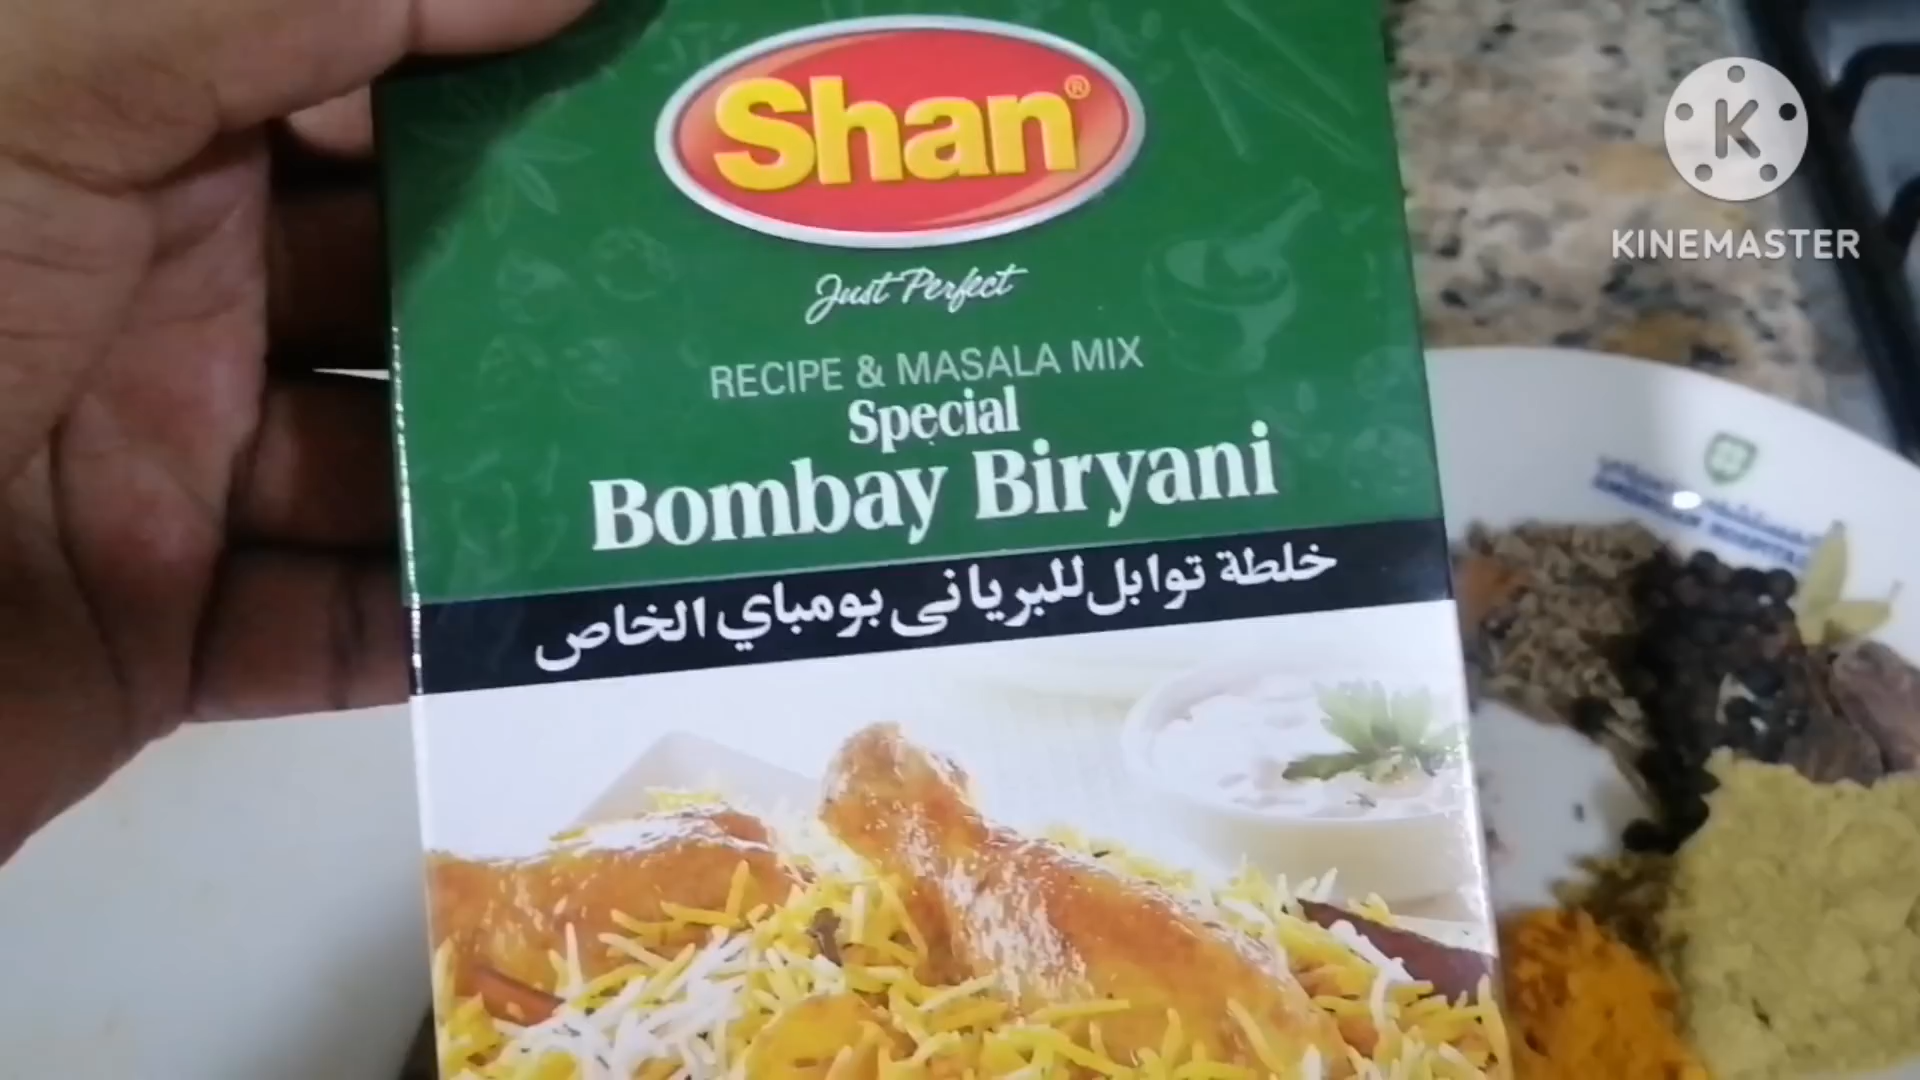 Shan®
Just Perfect
RECIPE & MASALA MIX
Special
Bombay Biryani
خلطة توابل للبرياني بومباي الخاص
K
KINEMASTER